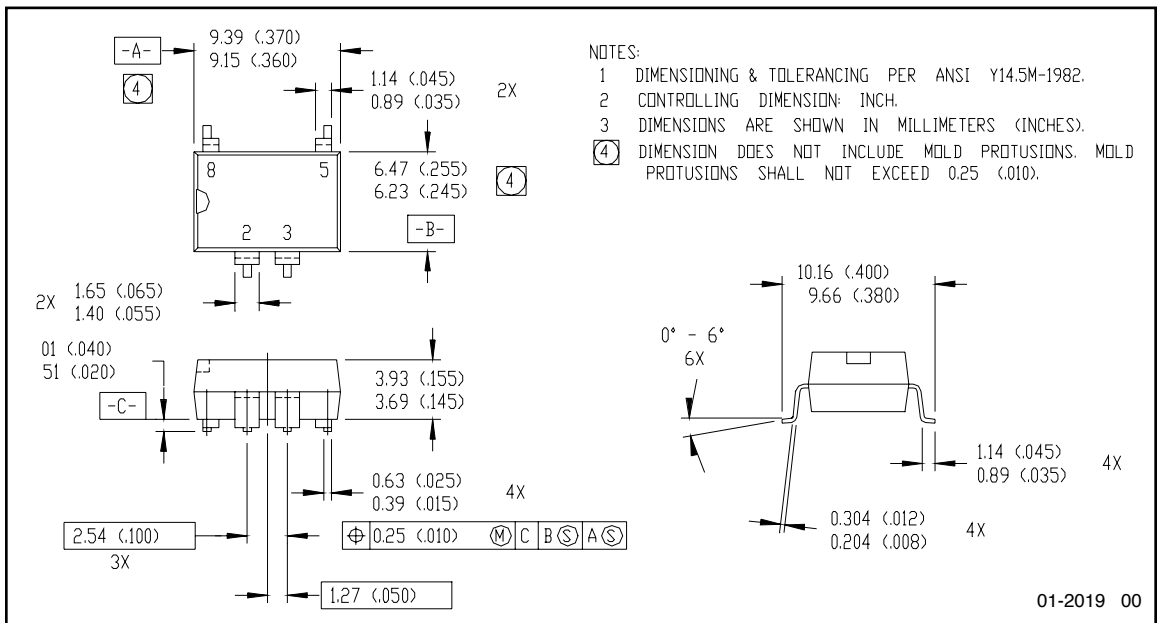 -A-
9.39 (.370)
9.15 (.360)
4
1.14 (.045)
0.89 (.035)
2X
8
5
6.47 (.255)
6.23 (.245)
4
2 3
-B-
2X
1.65 (.065)
1.40 (.055)
NOTES:
1 DIMENSIONING & TOLERANCING PER ANSI Y14.5M-1982.
2 CONTROLLING DIMENSION: INCH.
3 DIMENSIONS ARE SHOWN IN MILLIMETERS (INCHES).
4 DIMENSION DOES NOT INCLUDE MOLD PROTUSIONS. MOLD
PROTUSIONS SHALL NOT EXCEED 0.25 (.010).
01 (.040)
51 (.020)
-C-
3.93 (.155)
3.69 (.145)
0.63 (.025)
0.39 (.015)
4X
2.54 (.100)
3X
⌖ 0.25 (.010) Ⓜ C B Ⓢ A Ⓢ
1.27 (.050)
10.16 (.400)
9.66 (.380)
0° - 6°
6X
1.14 (.045)
0.89 (.035)
4X
0.304 (.012)
0.204 (.008)
4X
01-2019 00